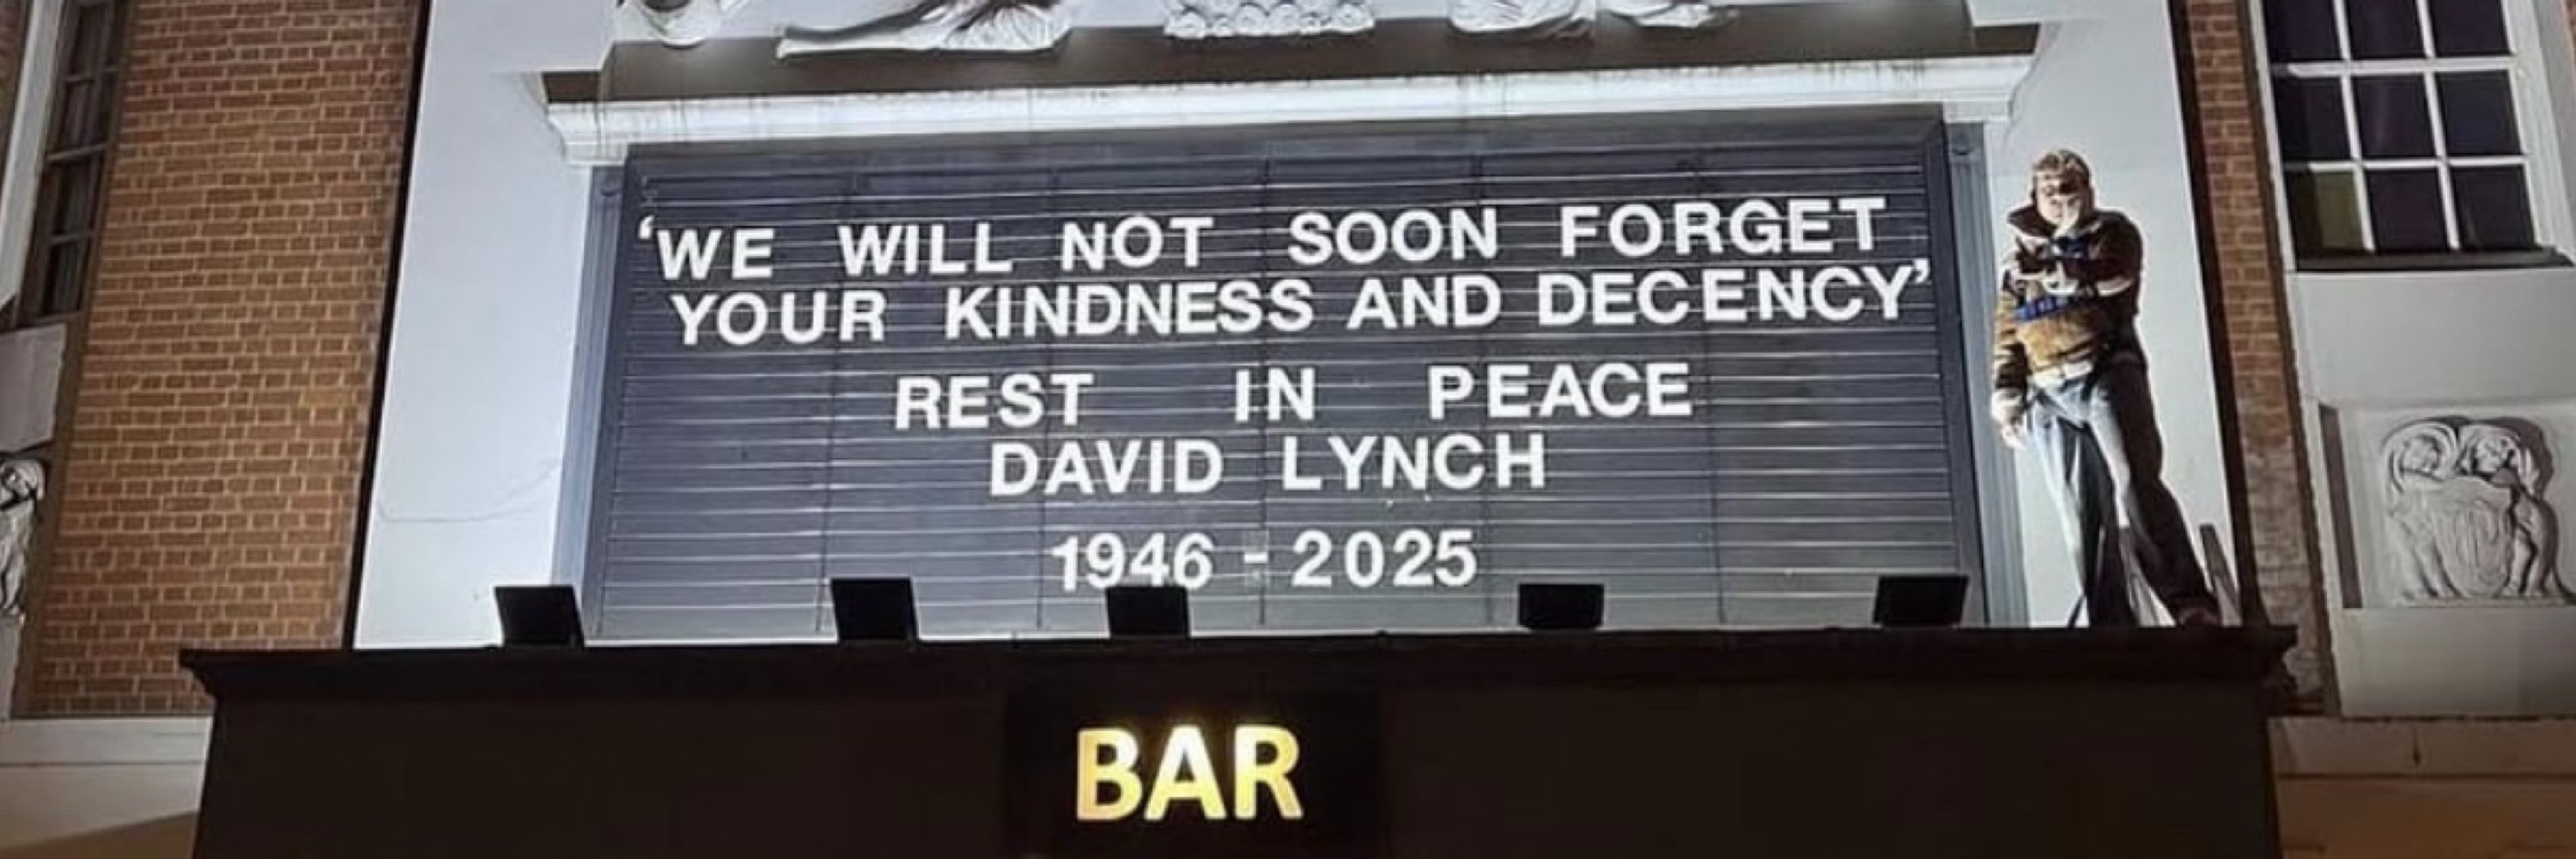 ‘WE WILL NOT SOON FORGET
YOUR KINDNESS AND DECENCY’
REST IN PEACE
DAVID LYNCH
1946 - 2025
BAR